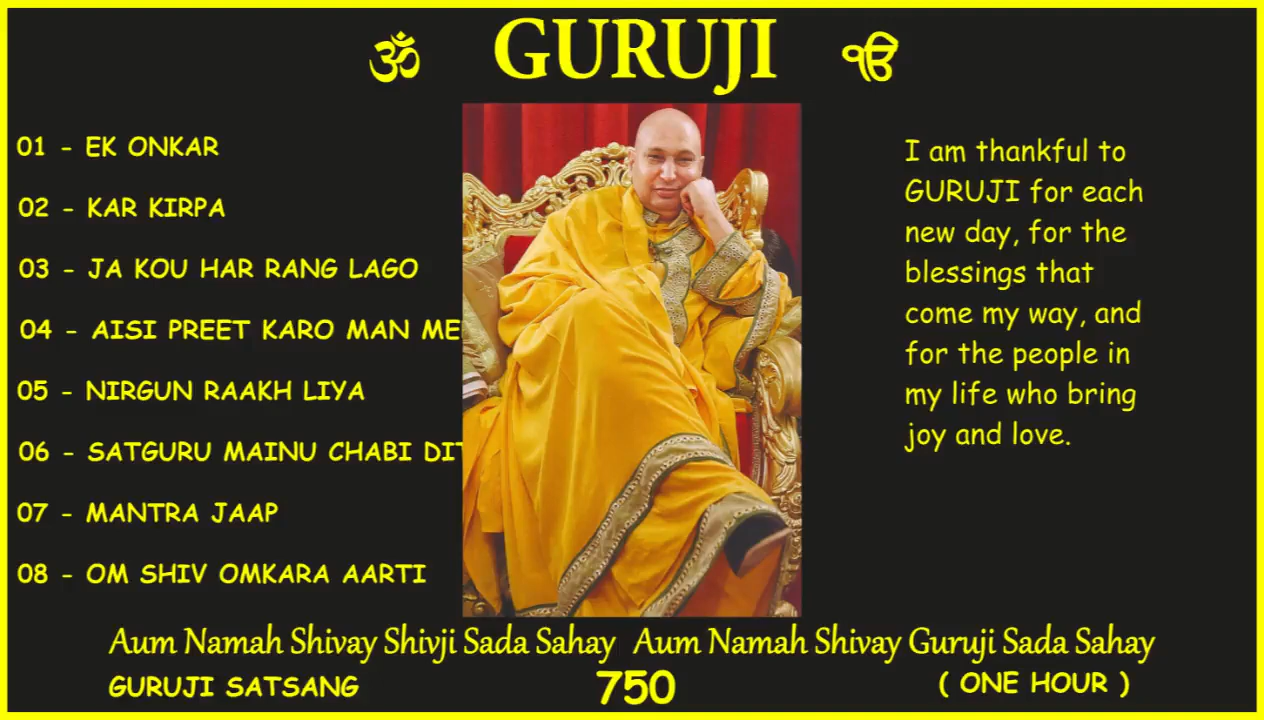 ॐ GURUJI ੴ
01 - EK ONKAR
02 - KAR KIRPA
03 - JA KOU HAR RANG LAGO
04 - AISI PREET KARO MAN ME
05 - NIRGUN RAAKH LIYA
06 - SATGURU MAINU CHABI DIT
07 - MANTRA JAAP
08 - OM SHIV OMKARA AARTI
I am thankful to
GURUJI for each
new day, for the
blessings that
come my way, and
for the people in
my life who bring
joy and love.
Aum Namah Shivay Shivji Sada Sahay Aum Namah Shivay Guruji Sada Sahay
GURUJI SATSANG 750 ( ONE HOUR )